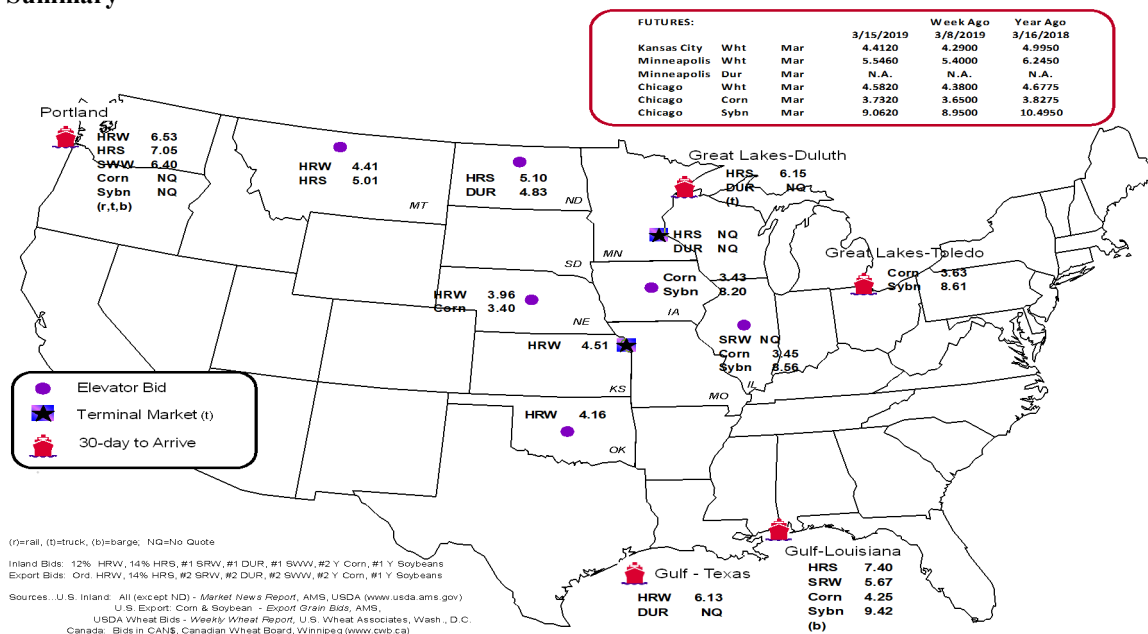 Summary
FUTURES: Week Ago Year Ago
3/15/2019 3/8/2019 3/16/2018
Kansas City Wht Mar 4.4120 4.2900 4.9950
Minneapolis Wht Mar 5.5460 5.4000 6.2450
Minneapolis Dur Mar N.A. N.A. N.A.
Chicago Wht Mar 4.5820 4.3800 4.6775
Chicago Corn Mar 3.7320 3.6500 3.8275
Chicago Sybn Mar 9.0620 8.9500 10.4950
Portland
HRW 6.53
HRS 7.05
SWW 6.40
Corn NQ
Sybn NQ
(r,t,b)
HRW 4.41
HRS 5.01
MT
HRS 5.10
DUR 4.83
ND
Great Lakes-Duluth
HRS 6.15
DUR NQ
(t)
HRS NQ
DUR NQ
MN
SD
Great Lakes-Toledo
Corn 3.63
Sybn 8.61
Corn 3.43
Sybn 8.20
IA
HRW 3.96
Corn 3.40
NE
SRW NQ
Corn 3.45
Sybn 8.56
IL
HRW 4.51
KS
MO
HRW 4.16
OK
Elevator Bid
Terminal Market (t)
30-day to Arrive
Gulf-Louisiana
HRS 7.40
SRW 5.67
Corn 4.25
Sybn 9.42
(b)
Gulf - Texas
HRW 6.13
DUR NQ
(r)=rail, (t)=truck, (b)=barge; NQ=No Quote
Inland Bids: 12% HRW, 14% HRS, #1 SRW, #1 DUR, #1 SWW, #2 Y Corn, #1 Y Soybeans
Export Bids: Ord. HRW, 14% HRS, #2 SRW, #2 DUR, #2 SWW, #2 Y Corn, #1 Y Soybeans
Sources...U.S. Inland: All (except ND) - Market News Report, AMS, USDA (www.usda.ams.gov)
U.S. Export: Corn & Soybean - Export Grain Bids, AMS,
USDA Wheat Bids - Weekly Wheat Report, U.S. Wheat Associates, Wash., D.C.
Canada: Bids in CAN$, Canadian Wheat Board, Winnipeg (www.cwb.ca)